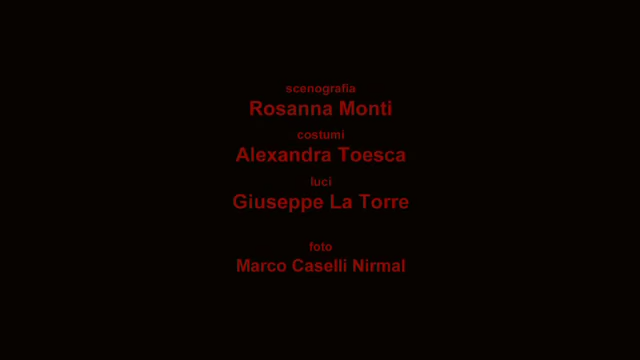 scenografia
Rosanna Monti
costumi
Alexandra Toesca
luci
Giuseppe La Torre
foto
Marco Caselli Nirmal